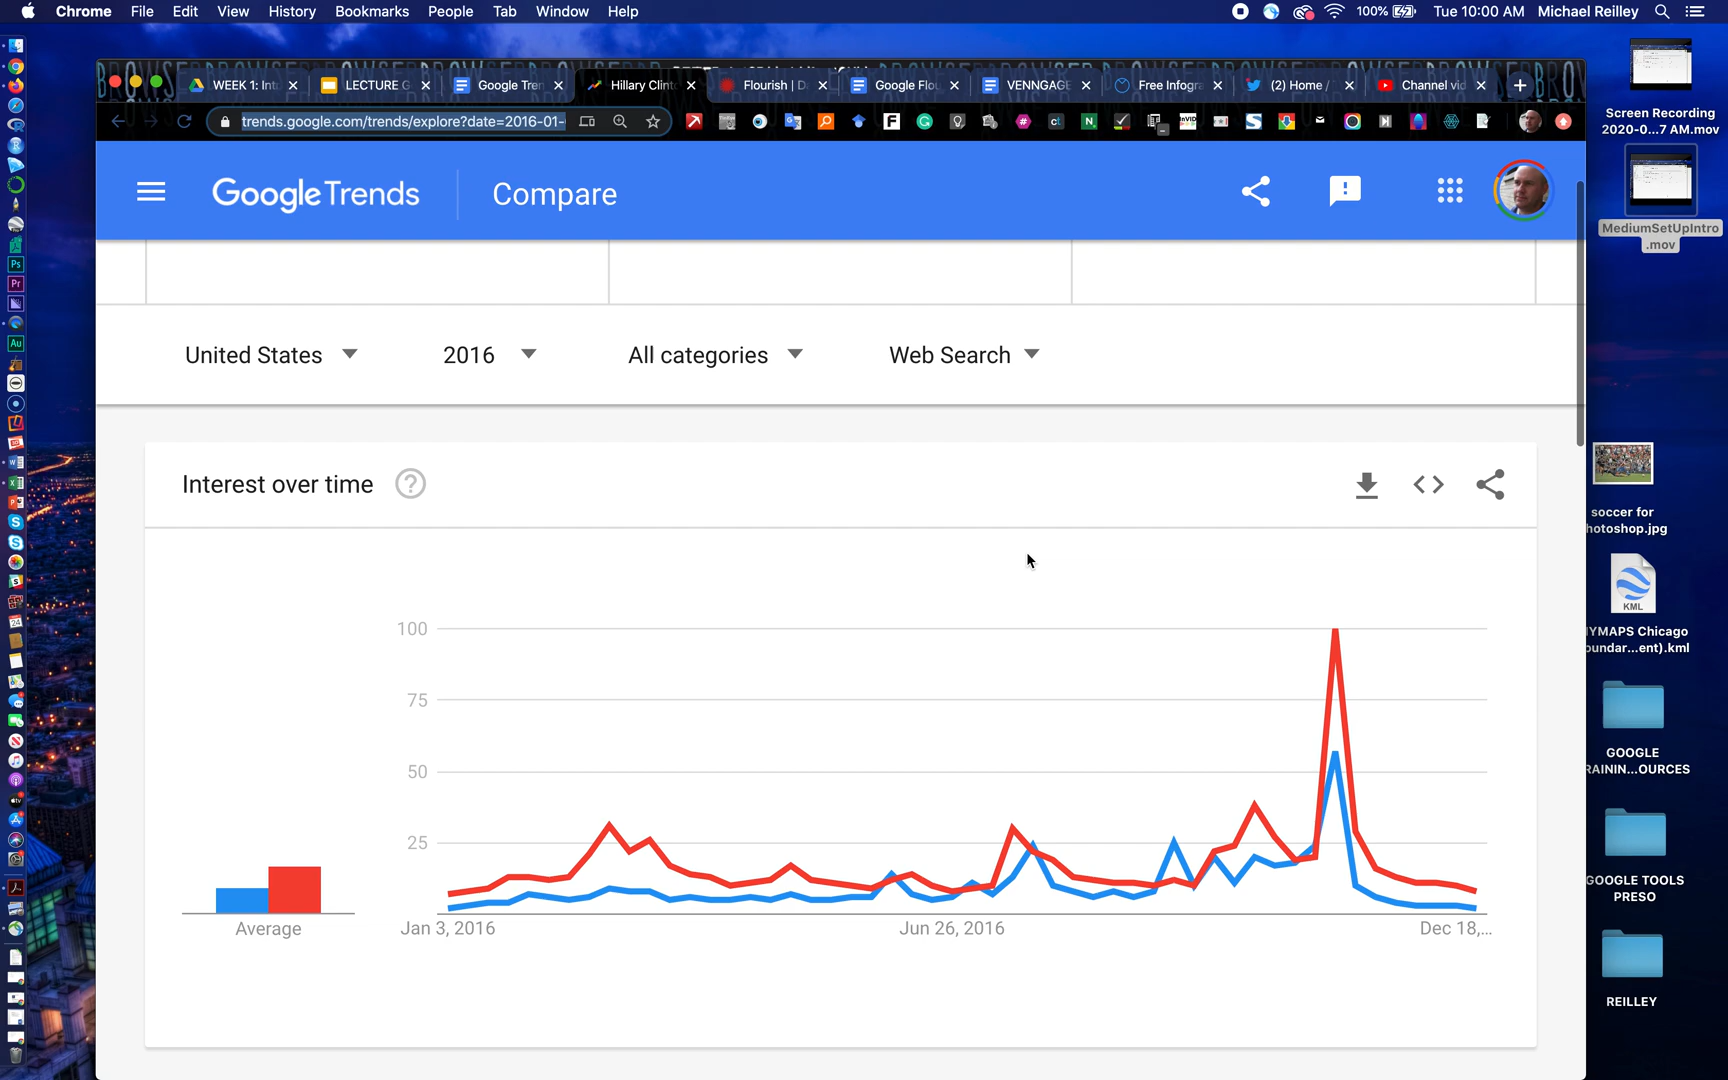 Chrome File Edit View History Bookmarks People Tab Window Help
100% Tue 10:00 AM Michael Reilley
WEEK 1: Int LECTURE G Google Tren Hillary Clint Flourish | D Google Flou VENNGAGE Free Infogra (2) Home / Channel vid
trends.google.com/trends/explore?date=2016-01-
Google Trends Compare
United States 2016 All categories Web Search
Interest over time
100
75
50
25
Average
Jan 3, 2016 Jun 26, 2016 Dec 18,...
Screen Recording
2020-0...7 AM.mov
MediumSetUpIntro
.mov
soccer for
hotoshop.jpg
KML
YMAPS Chicago
oundar...ent).kml
GOOGLE
RAININ...OURCES
GOOGLE TOOLS
PRESO
REILLEY